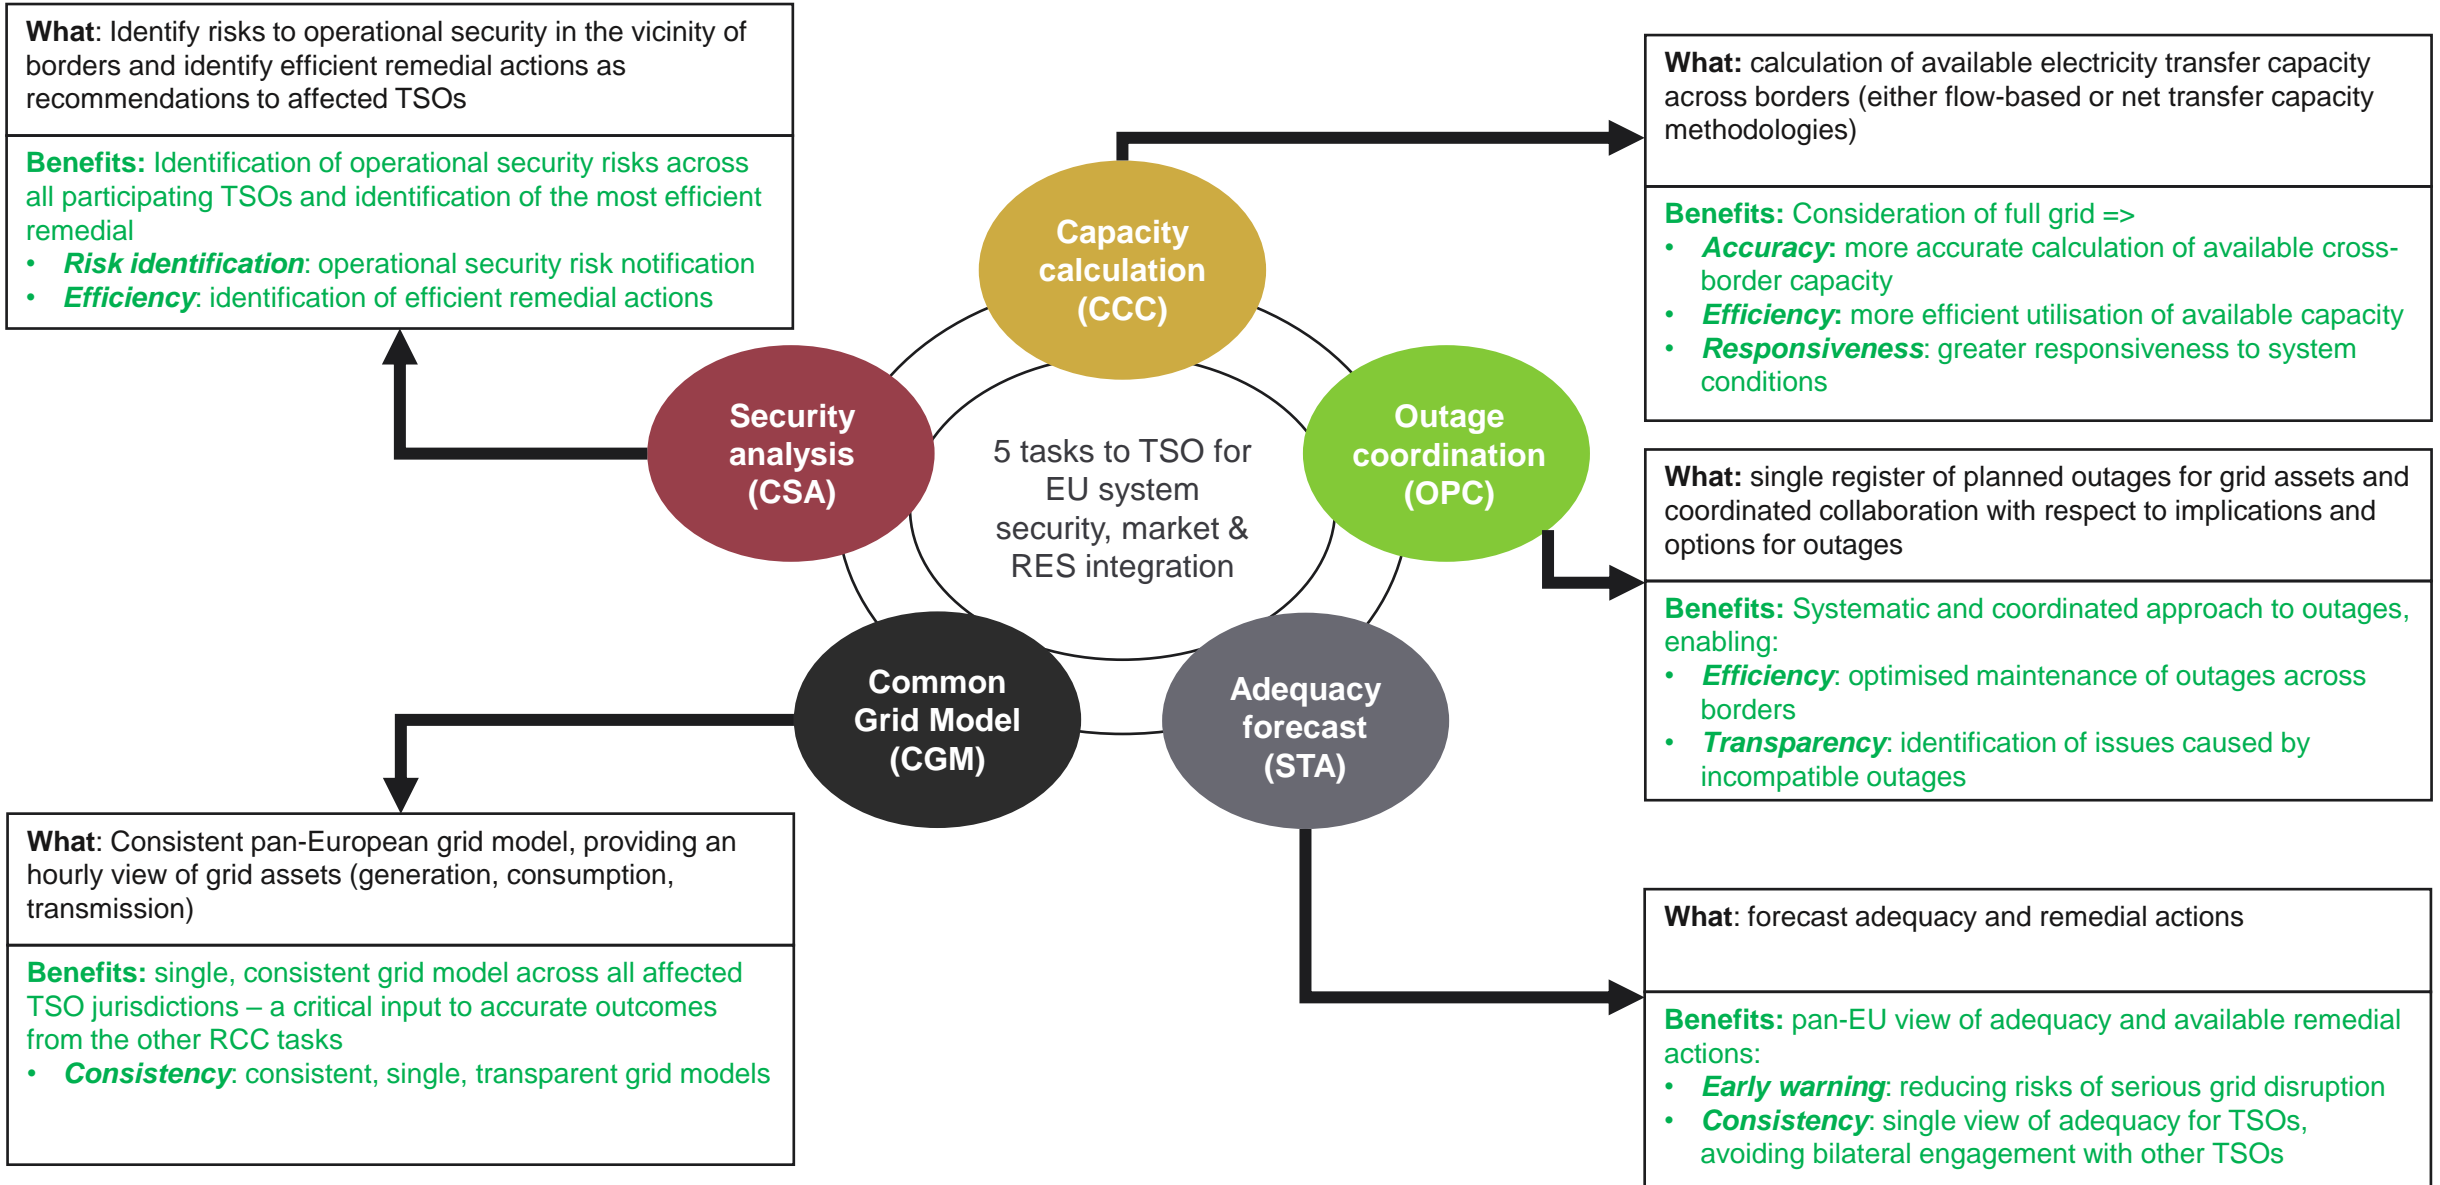 What: Identify risks to operational security in the vicinity of
borders and identify efficient remedial actions as
recommendations to affected TSOs
Benefits: Identification of operational security risks across
all participating TSOs and identification of the most efficient
remedial
• Risk identification: operational security risk notification
• Efficiency: identification of efficient remedial actions
What: calculation of available electricity transfer capacity
across borders (either flow-based or net transfer capacity
methodologies)
Benefits: Consideration of full grid =>
• Accuracy: more accurate calculation of available cross-
border capacity
• Efficiency: more efficient utilisation of available capacity
• Responsiveness: greater responsiveness to system
conditions
Capacity
calculation
(CCC)
Security
analysis
(CSA)
5 tasks to TSO for
EU system
security, market &
RES integration
Outage
coordination
(OPC)
What: single register of planned outages for grid assets and
coordinated collaboration with respect to implications and
options for outages
Benefits: Systematic and coordinated approach to outages,
enabling:
• Efficiency: optimised maintenance of outages across
borders
• Transparency: identification of issues caused by
incompatible outages
Common
Grid Model
(CGM)
Adequacy
forecast
(STA)
What: Consistent pan-European grid model, providing an
hourly view of grid assets (generation, consumption,
transmission)
Benefits: single, consistent grid model across all affected
TSO jurisdictions – a critical input to accurate outcomes
from the other RCC tasks
• Consistency: consistent, single, transparent grid models
What: forecast adequacy and remedial actions
Benefits: pan-EU view of adequacy and available remedial
actions:
• Early warning: reducing risks of serious grid disruption
• Consistency: single view of adequacy for TSOs,
avoiding bilateral engagement with other TSOs